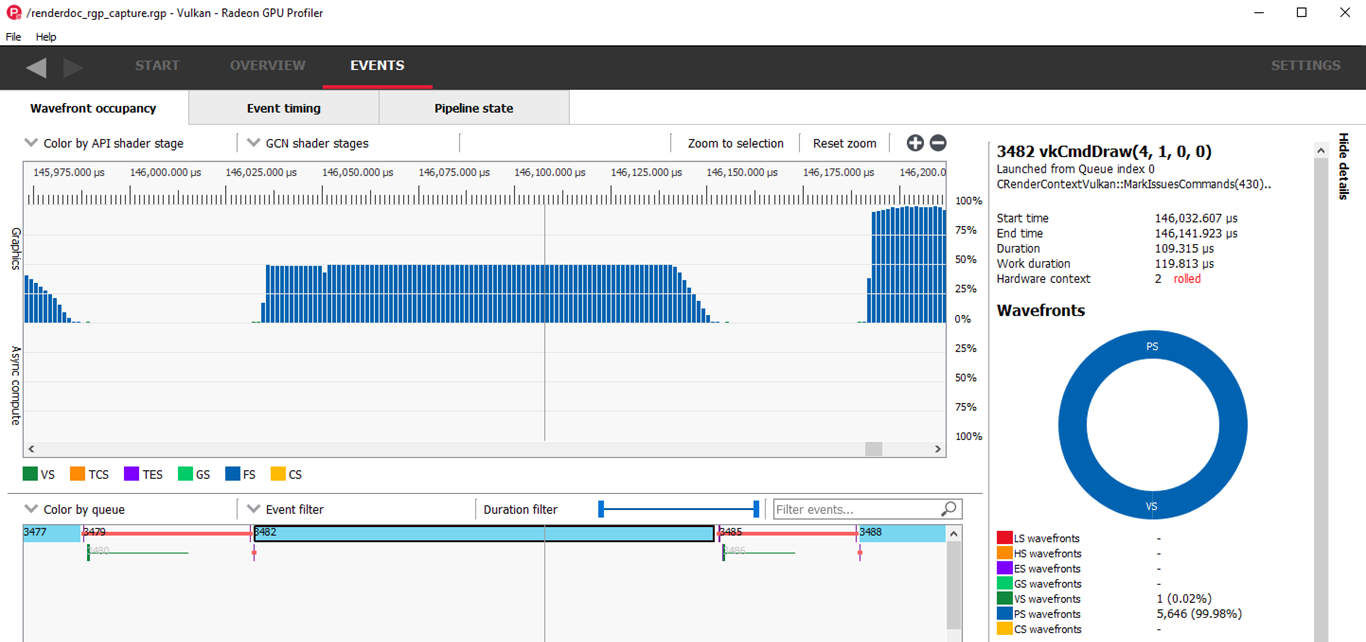 /renderdoc_rgp_capture.rgp - Vulkan - Radeon GPU Profiler
File Help
START OVERVIEW EVENTS SETTINGS
Wavefront occupancy Event timing Pipeline state
Color by API shader stage GCN shader stages Zoom to selection Reset zoom
145,975.000 µs 146,000.000 µs 146,025.000 µs 146,050.000 µs 146,075.000 µs 146,100.000 µs 146,125.000 µs 146,150.000 µs 146,175.000 µs 146,200.0
Graphics
100%
75%
50%
25%
0%
Async compute
25%
50%
75%
100%
VS TCS TES GS FS CS
Color by queue Event filter Duration filter Filter events...
3477 3479 3482 3485 3488
3480 3486
Hide details
3482 vkCmdDraw(4, 1, 0, 0)
Launched from Queue index 0
CRenderContextVulkan::MarkIssuesCommands(430)..
Start time 146,032.607 µs
End time 146,141.923 µs
Duration 109.315 µs
Work duration 119.813 µs
Hardware context 2 rolled
Wavefronts
PS
VS
LS wavefronts -
HS wavefronts -
ES wavefronts -
GS wavefronts -
VS wavefronts 1 (0.02%)
PS wavefronts 5,646 (99.98%)
CS wavefronts -